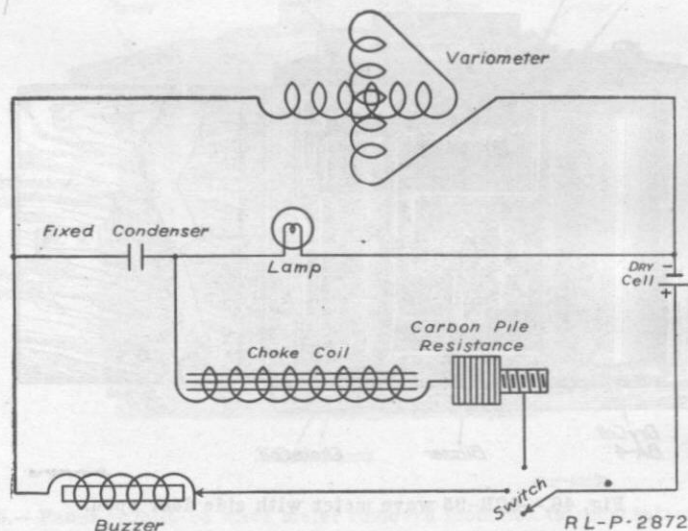 Variometer
Fixed Condenser
Lamp
DRY
Cell
-
+
Carbon Pile
Resistance
Choke Coil
Switch
Buzzer
RL-P-2872